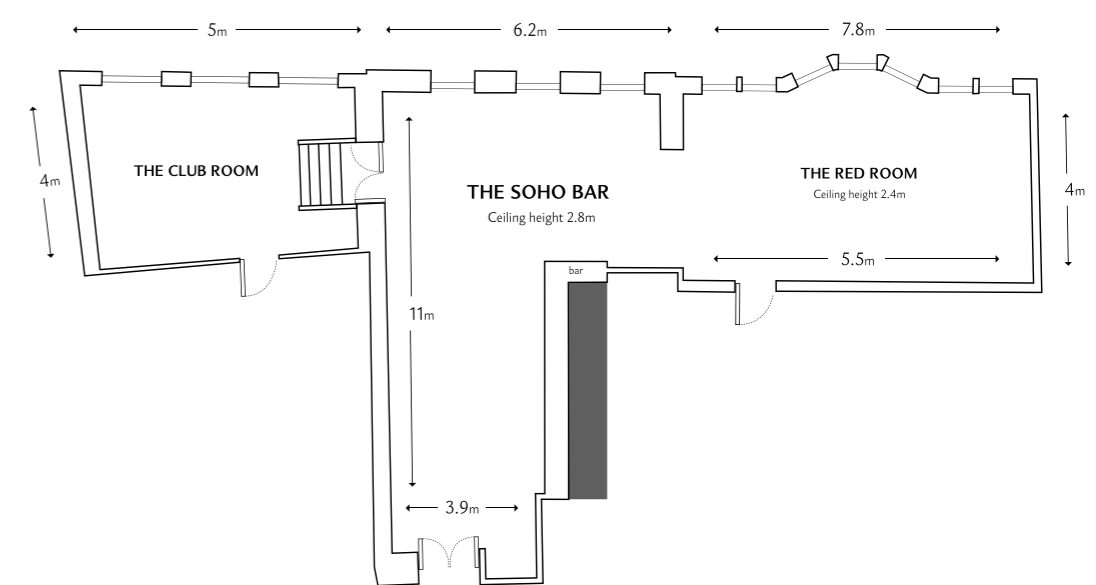 5m
6.2m
7.8m
4m
THE CLUB ROOM
THE SOHO BAR
Ceiling height 2.8m
THE RED ROOM
Ceiling height 2.4m
4m
5.5m
bar
11m
3.9m